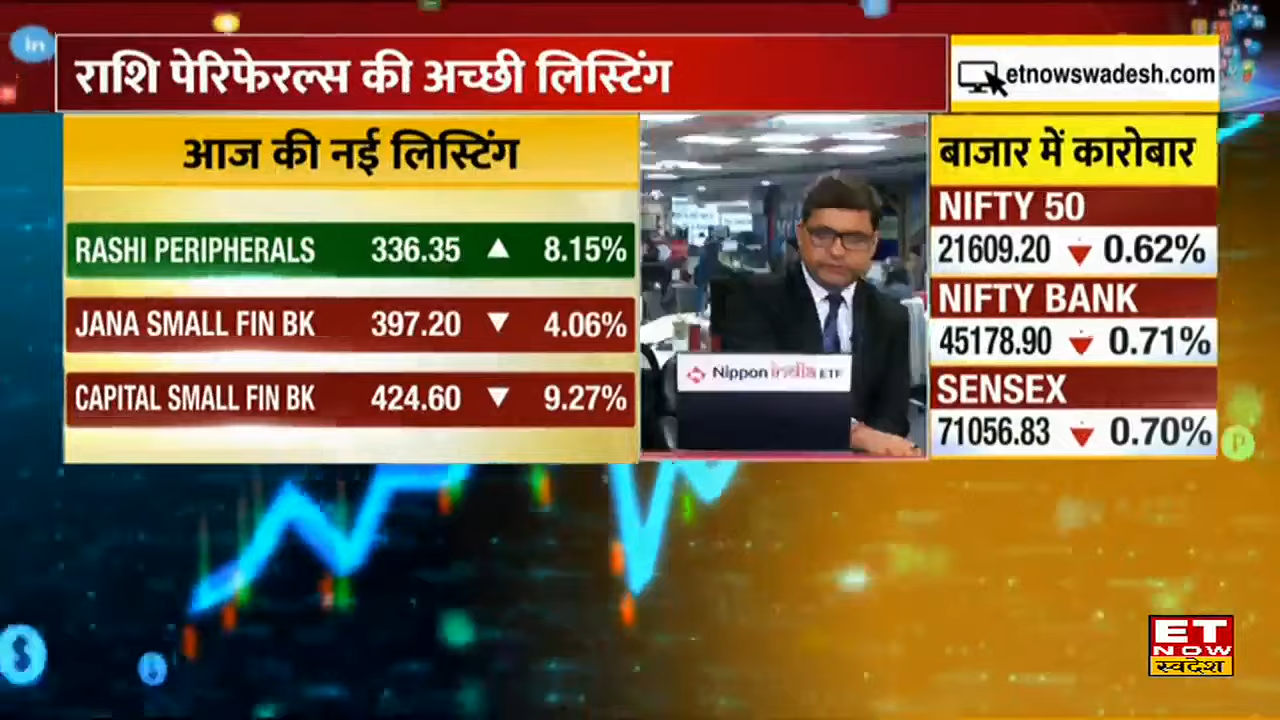 in
राशि पेरिफेरल्स की अच्छी लिस्टिंग
etnowswadesh.com
आज की नई लिस्टिंग
RASHI PERIPHERALS 336.35 ▲ 8.15%
JANA SMALL FIN BK 397.20 ▼ 4.06%
CAPITAL SMALL FIN BK 424.60 ▼ 9.27%
Nippon india ETF
बाजार में कारोबार
NIFTY 50
21609.20 ▼ 0.62%
NIFTY BANK
45178.90 ▼ 0.71%
SENSEX
71056.83 ▼ 0.70%
P
$
ET
NOW
स्वदेश